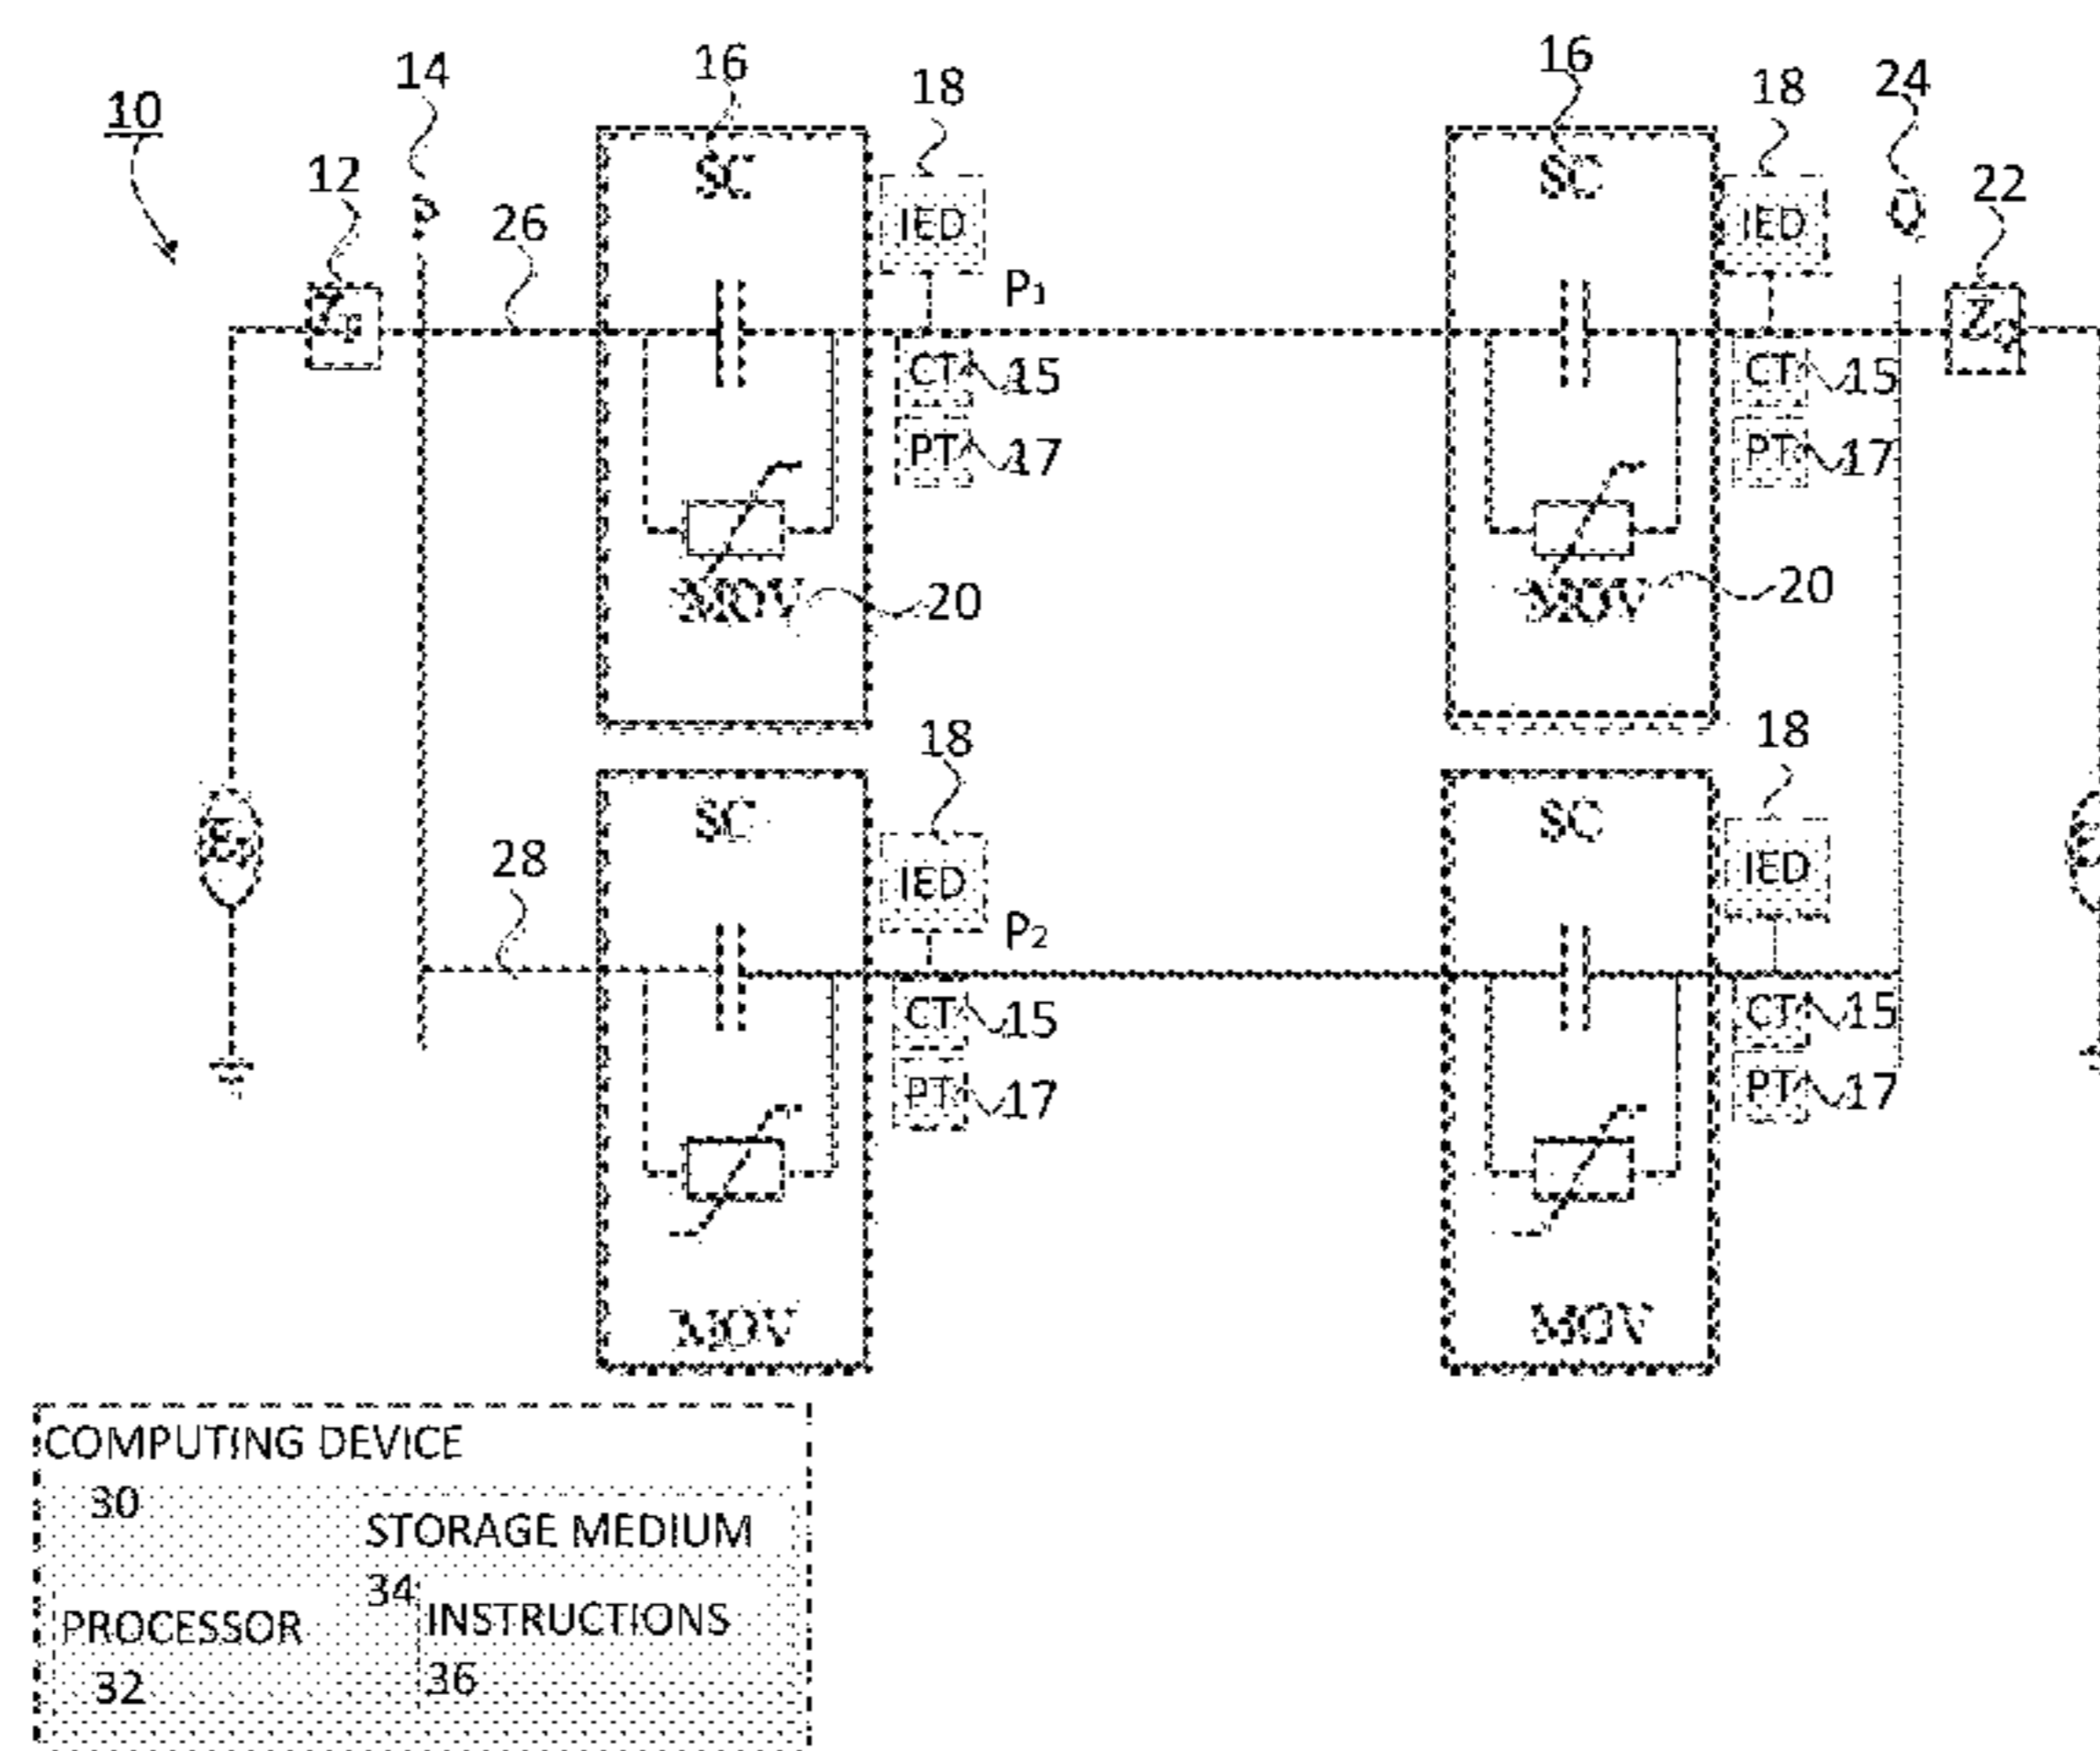 10
14
16
18
16
18
24
12
26
SC
IED
SC
IED
Q
22
P1
ZQ
CT 15
CT 15
PT 17
PT 17
MOV 20
MOV 20
18
18
SC
IED
SC
IED
28
P2
CT 15
CT 15
PT 17
PT 17
MOV
MOV
COMPUTING DEVICE
30
STORAGE MEDIUM
34
PROCESSOR
32
INSTRUCTIONS
36